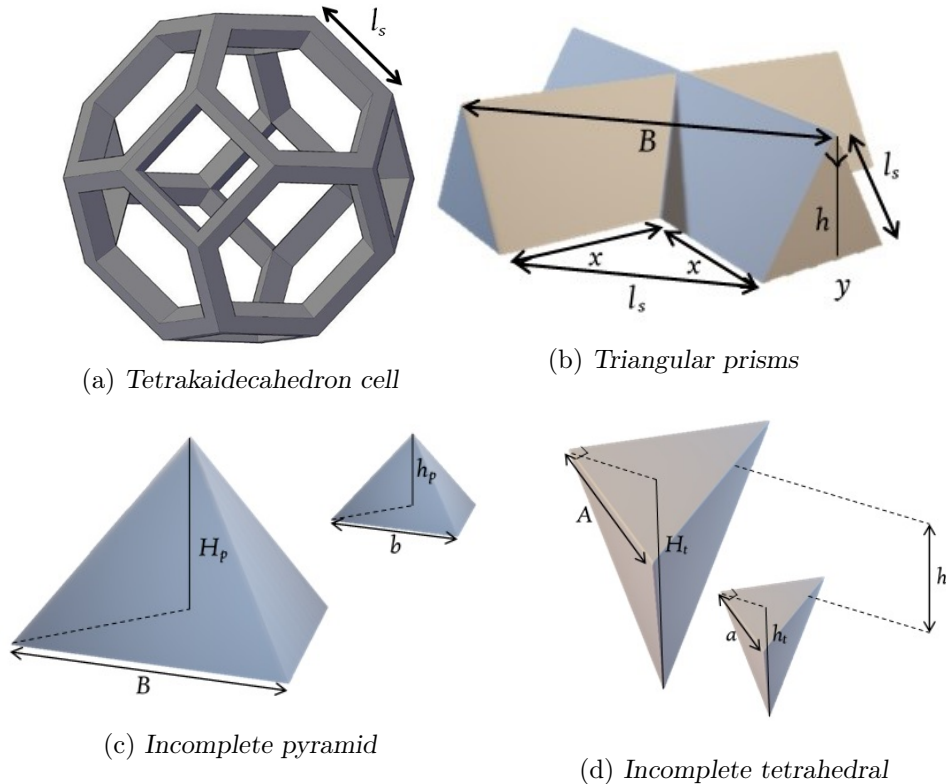 l_s
(a) Tetrakaidecahedron cell
B
l_s
h
x
x
l_s
y
(b) Triangular prisms
H_p
h_p
b
B
(c) Incomplete pyramid
A
H_t
h
a
h_t
(d) Incomplete tetrahedral